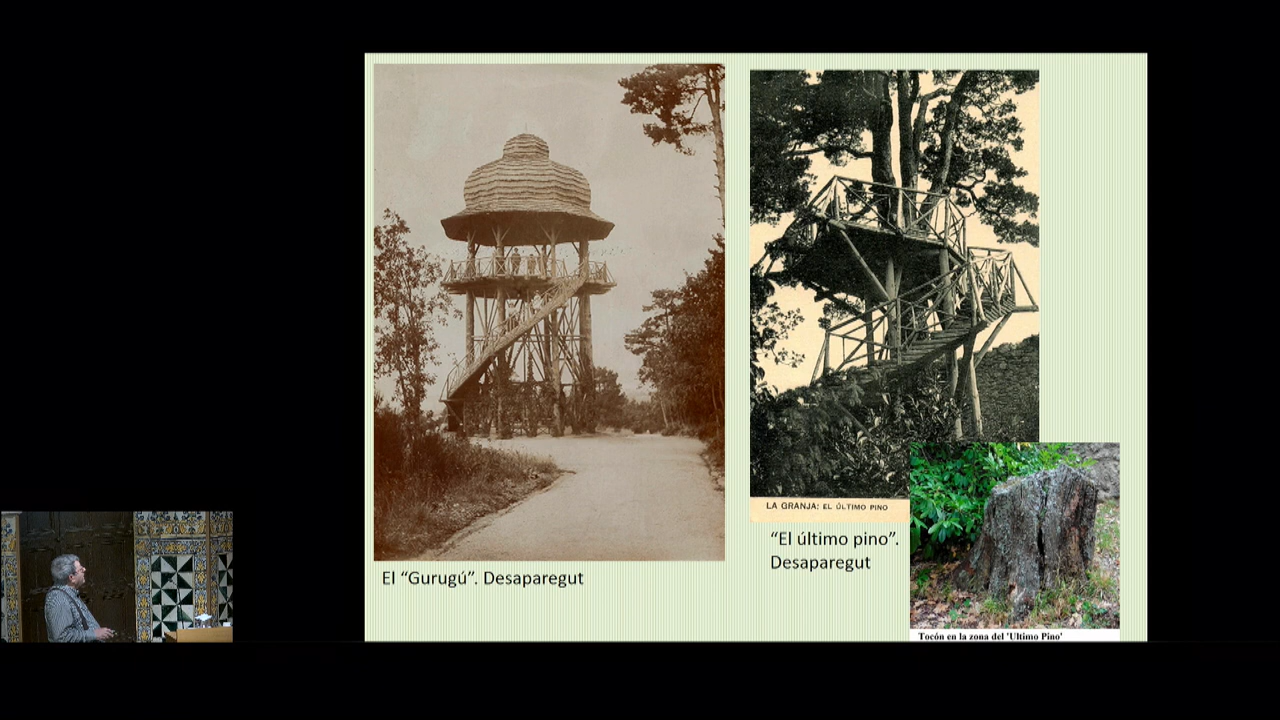 El “Gurugú”. Desaparegut
LA GRANJA: EL ÚLTIMO PINO
“El último pino”.
Desaparegut
Tocón en la zona del 'Ultimo Pino'